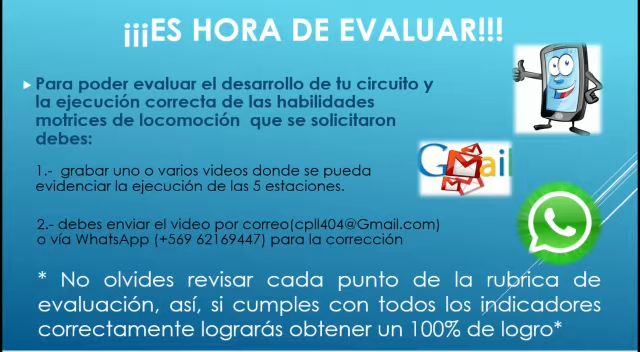 ¡¡¡ES HORA DE EVALUAR!!!
Para poder evaluar el desarrollo de tu circuito y
la ejecución correcta de las habilidades
motrices de locomoción que se solicitaron
debes:
1.- grabar uno o varios videos donde se pueda
evidenciar la ejecución de las 5 estaciones.
Gmail
2.- debes enviar el video por correo(cpll404@Gmail.com)
o vía WhatsApp (+569 62169447) para la corrección
* No olvides revisar cada punto de la rubrica de
evaluación, así, si cumples con todos los indicadores
correctamente lograrás obtener un 100% de logro*